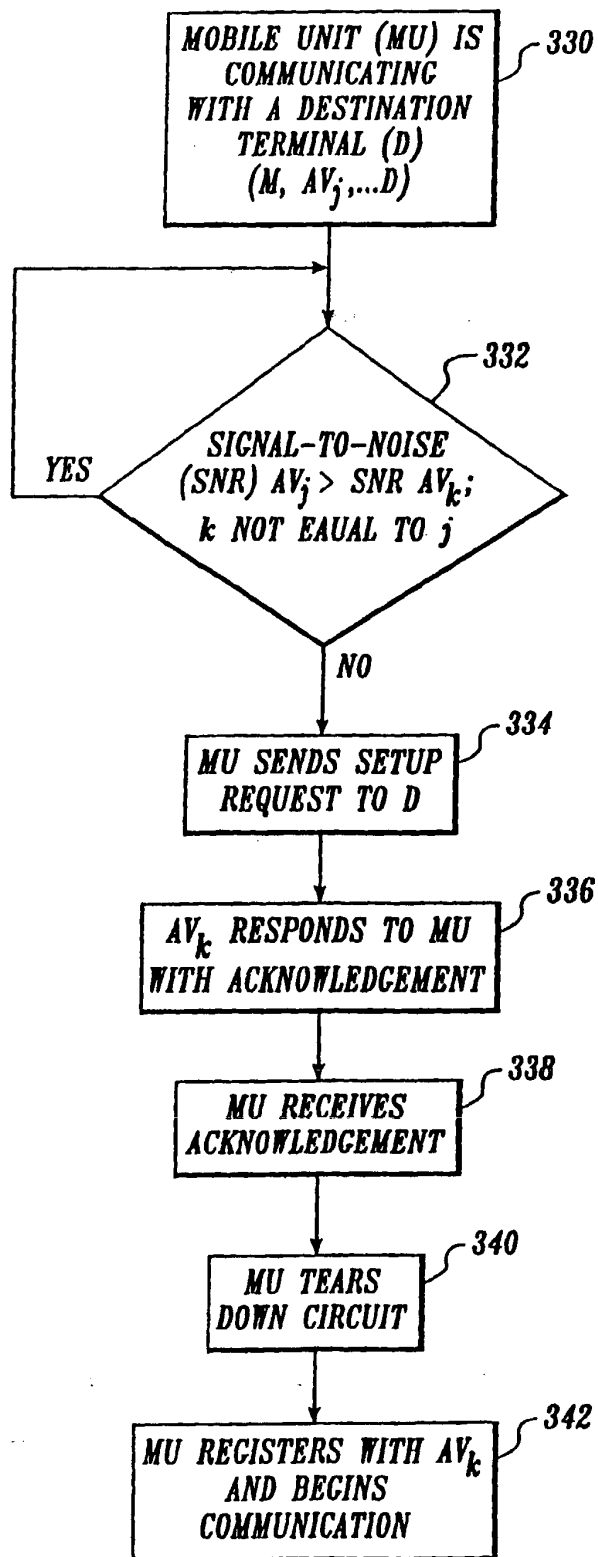 MOBILE UNIT (MU) IS
COMMUNICATING
WITH A DESTINATION
TERMINAL (D)
(M, AVj,...D)
330
332
SIGNAL-TO-NOISE
(SNR) AVj > SNR AVk;
k NOT EAUAL TO j
YES
NO
334
MU SENDS SETUP
REQUEST TO D
336
AVk RESPONDS TO MU
WITH ACKNOWLEDGEMENT
338
MU RECEIVES
ACKNOWLEDGEMENT
340
MU TEARS
DOWN CIRCUIT
342
MU REGISTERS WITH AVk
AND BEGINS
COMMUNICATION